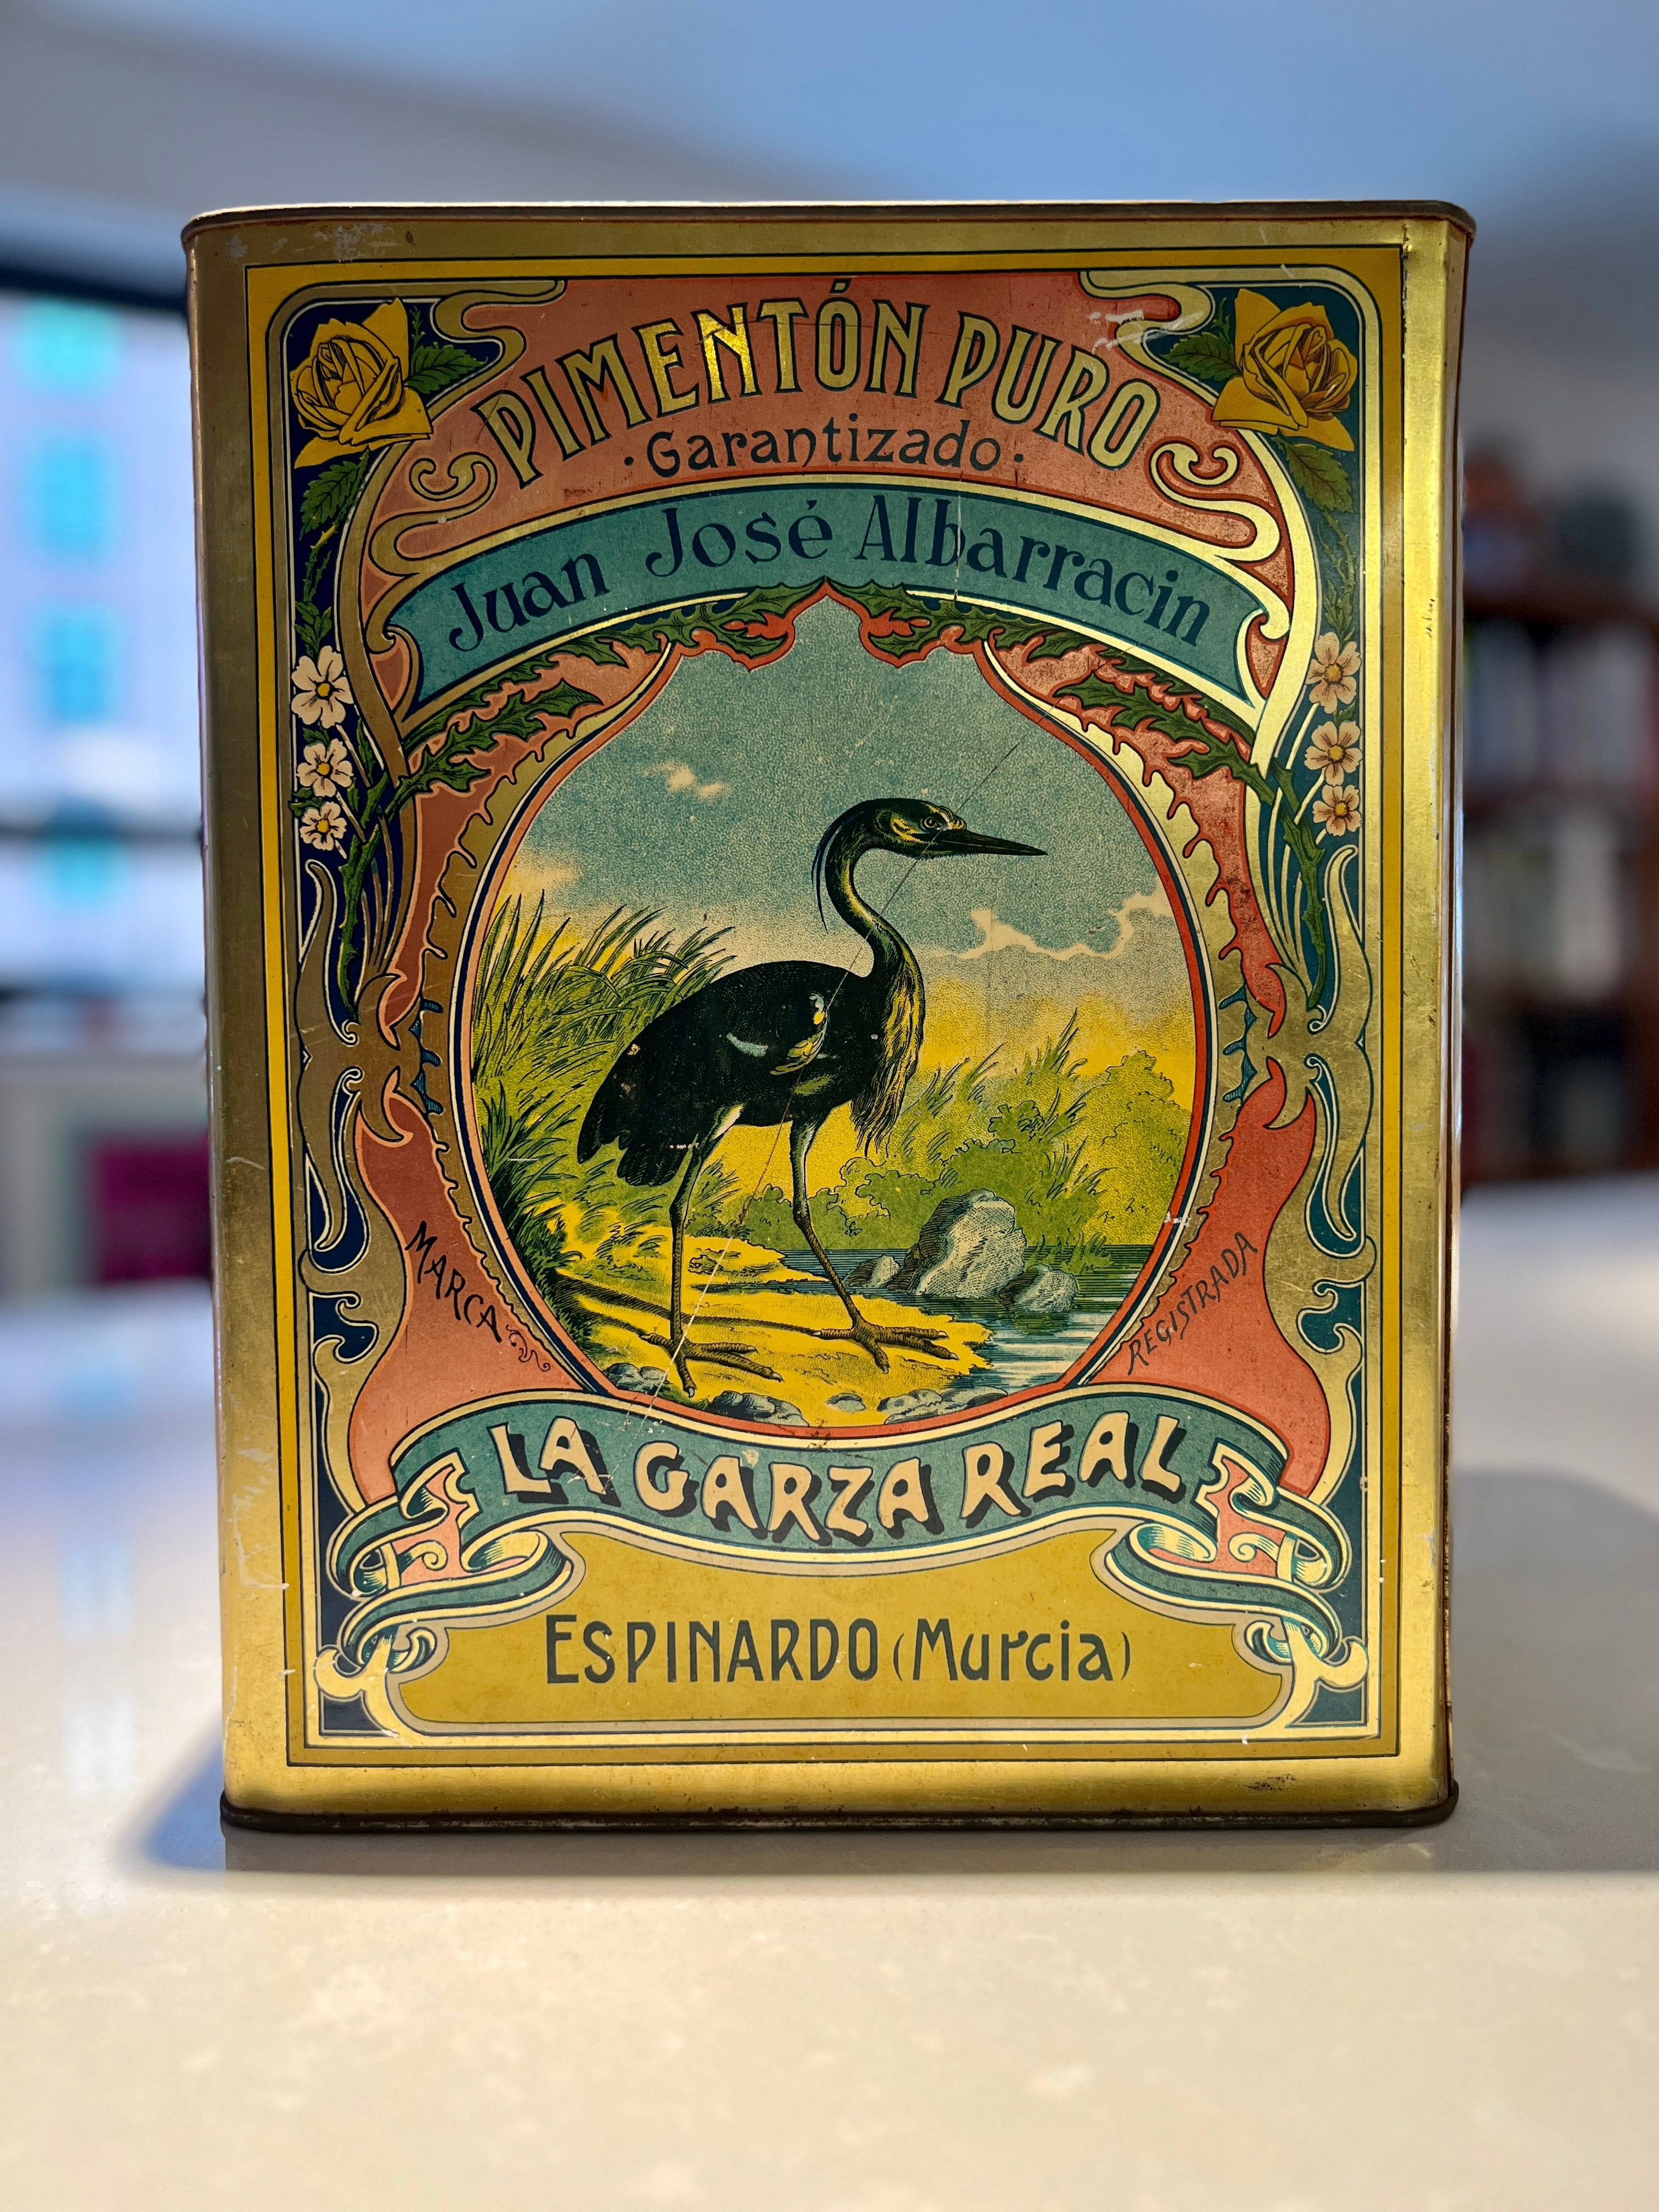 PIMENTÓN PURO
·Garantizado·
Juan José Albarracin
MARCA
REGISTRADA
LA GARZA REAL
ESPINARDO (Murcia)